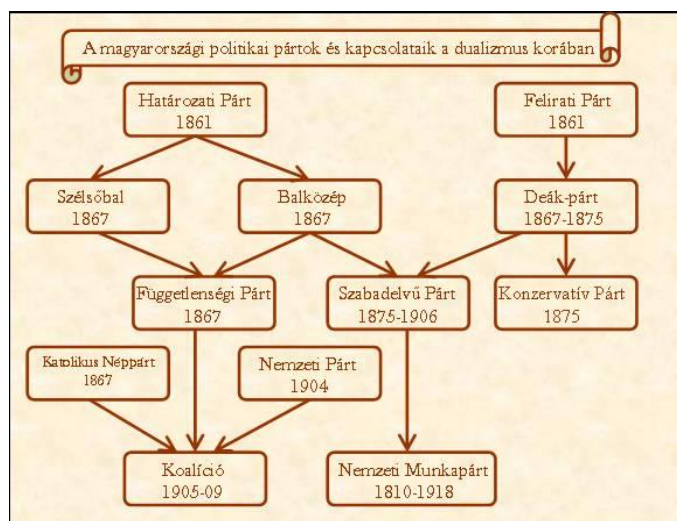 A magyarországi politikai pártok és kapcsolataik a dualizmus korában
Határozati Párt
1861
Felirati Párt
1861
Szélsőbal
1867
Balközép
1867
Deák-párt
1867-1875
Függetlenségi Párt
1867
Szabadelvű Párt
1875-1906
Konzervatív Párt
1875
Katolikus Néppárt
1867
Nemzeti Párt
1904
Koalíció
1905-09
Nemzeti Munkapárt
1810-1918